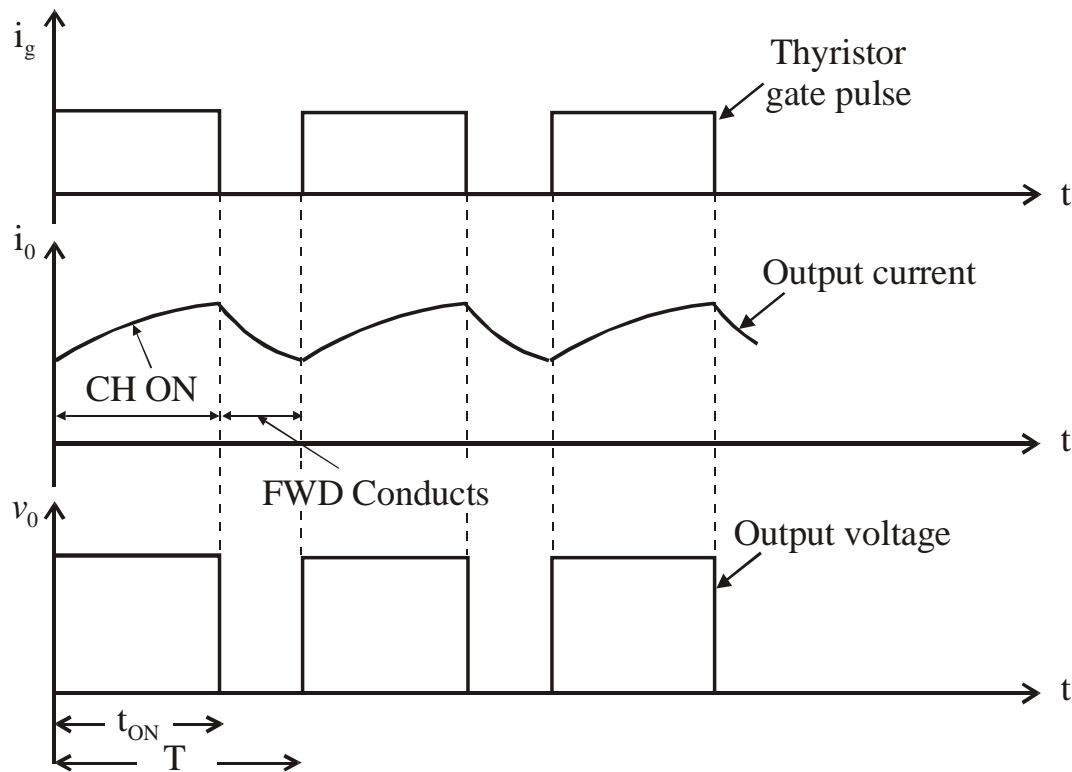 i_g
Thyristor
gate pulse
t
i_0
Output current
CH ON
t
FWD Conducts
v_0
Output voltage
t
t_ON
T